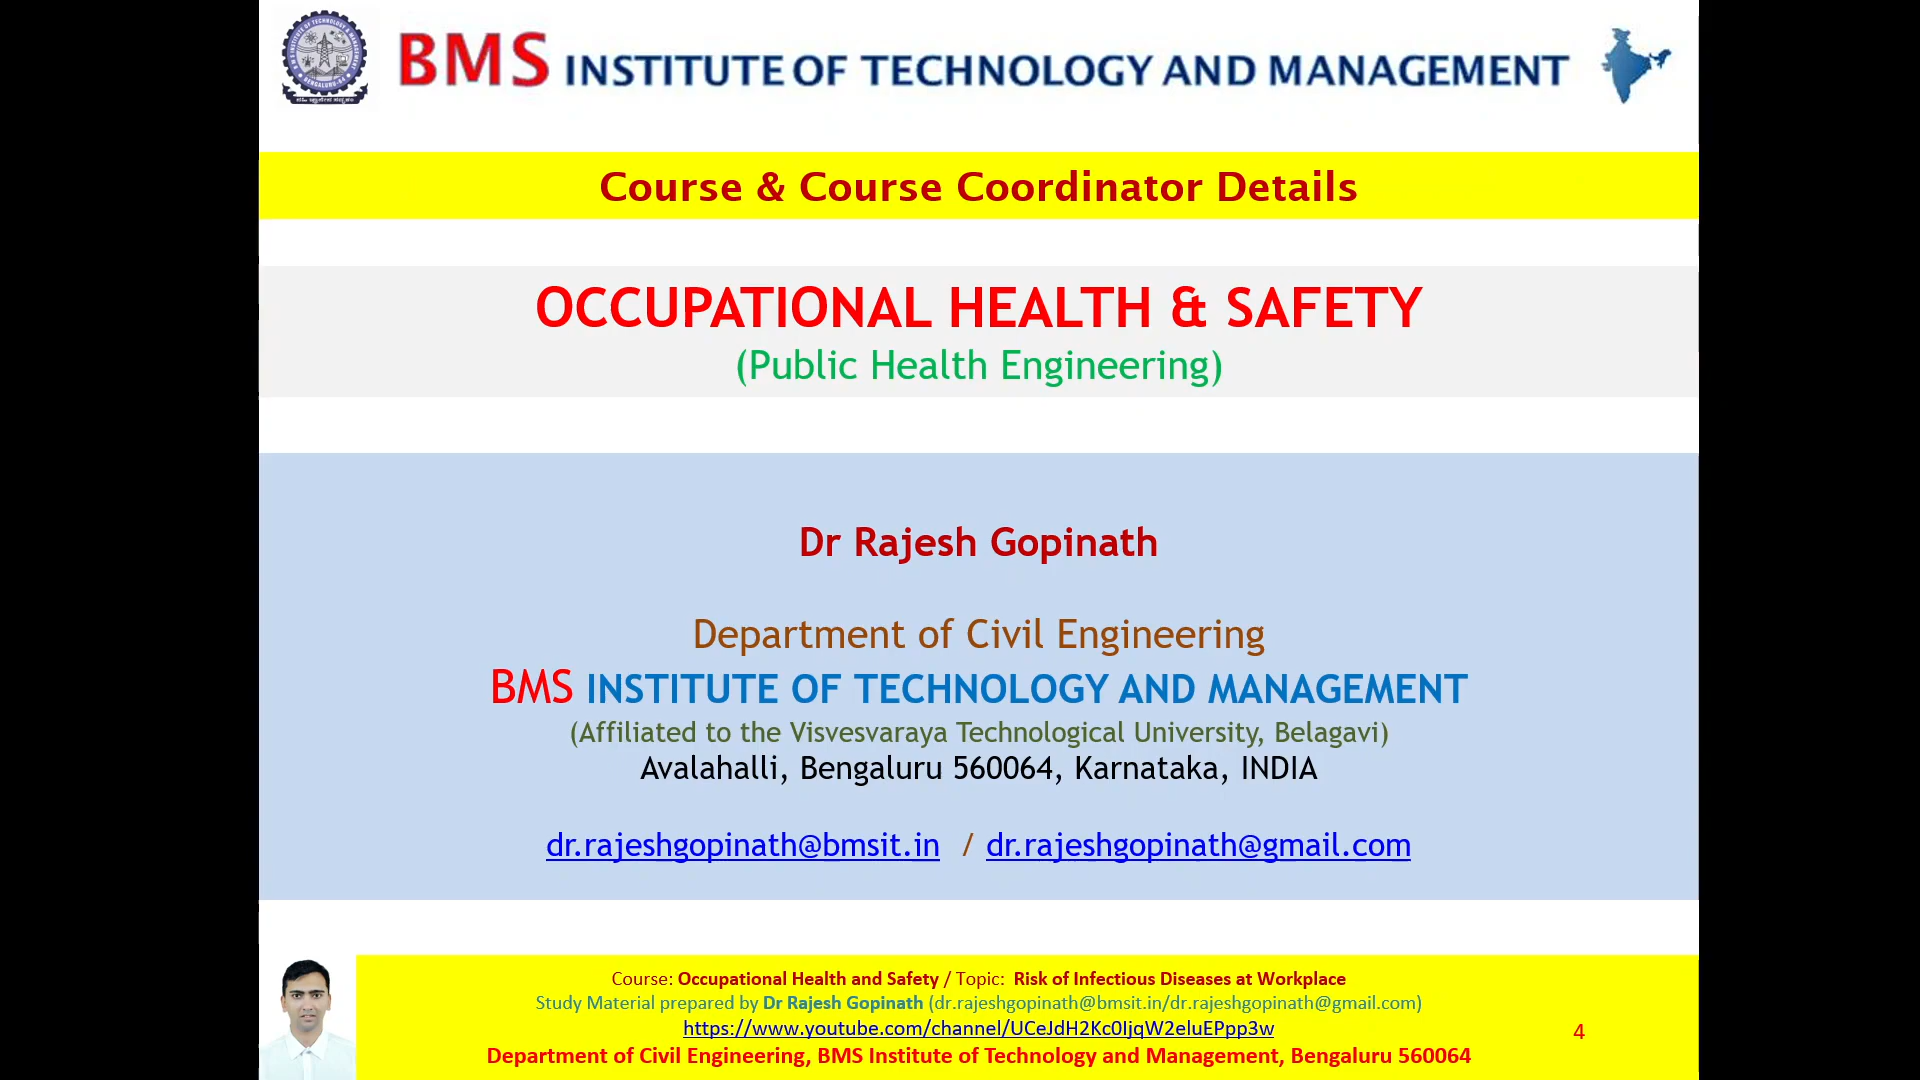 BMS INSTITUTE OF TECHNOLOGY AND MANAGEMENT
Course & Course Coordinator Details
OCCUPATIONAL HEALTH & SAFETY
(Public Health Engineering)
Dr Rajesh Gopinath
Department of Civil Engineering
BMS INSTITUTE OF TECHNOLOGY AND MANAGEMENT
(Affiliated to the Visvesvaraya Technological University, Belagavi)
Avalahalli, Bengaluru 560064, Karnataka, INDIA
dr.rajeshgopinath@bmsit.in / dr.rajeshgopinath@gmail.com
Course: Occupational Health and Safety / Topic: Risk of Infectious Diseases at Workplace
Study Material prepared by Dr Rajesh Gopinath (dr.rajeshgopinath@bmsit.in/dr.rajeshgopinath@gmail.com)
https://www.youtube.com/channel/UCeJdH2Kc0IjqW2eluEPpp3w
4
Department of Civil Engineering, BMS Institute of Technology and Management, Bengaluru 560064